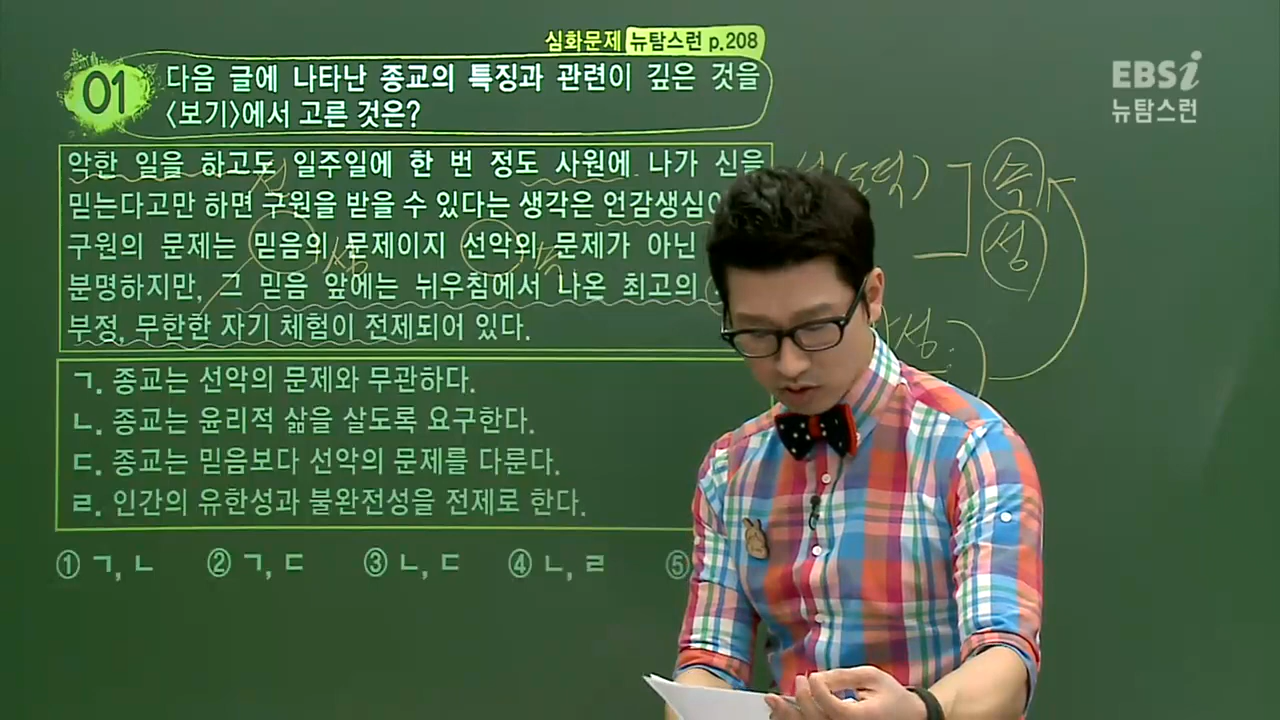 심화문제 뉴탐스런 p.208
EBSi
뉴탐스런
01
다음 글에 나타난 종교의 특징과 관련이 깊은 것을
<보기>에서 고른 것은?
악한 일을 하고도 일주일에 한 번 정도 사원에 나가 신을
믿는다고만 하면 구원을 받을 수 있다는 생각은 언감생심이
구원의 문제는 믿음의 문제이지 선악의 문제가 아닌
분명하지만, 그 믿음 앞에는 뉘우침에서 나온 최고의
부정, 무한한 자기 체험이 전제되어 있다.
ㄱ. 종교는 선악의 문제와 무관하다.
ㄴ. 종교는 윤리적 삶을 살도록 요구한다.
ㄷ. 종교는 믿음보다 선악의 문제를 다룬다.
ㄹ. 인간의 유한성과 불완전성을 전제로 한다.
① ㄱ, ㄴ ② ㄱ, ㄷ ③ ㄴ, ㄷ ④ ㄴ, ㄹ ⑤
속
성
성